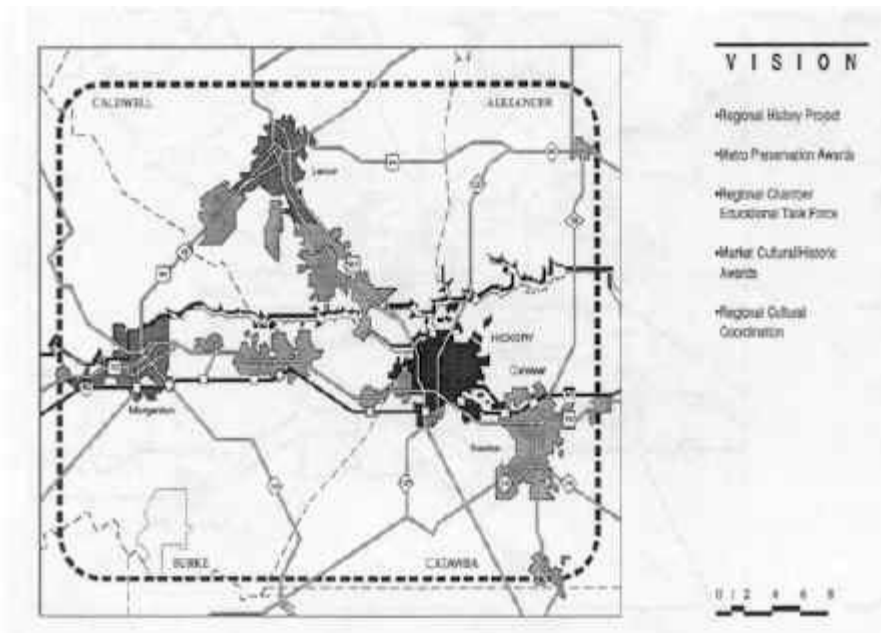 VISION
CALDWELL
ALEXANDER
•Regional History Project
•Metro Preservation Awards
Lenoir
•Regional Chamber
Educational Task Force
•Market Cultural/Historic
Awards
•Regional Cultural
Coordination
HICKORY
Conover
Morganton
Newton
BURKE
CATAWBA
0 1 2 4 6 8